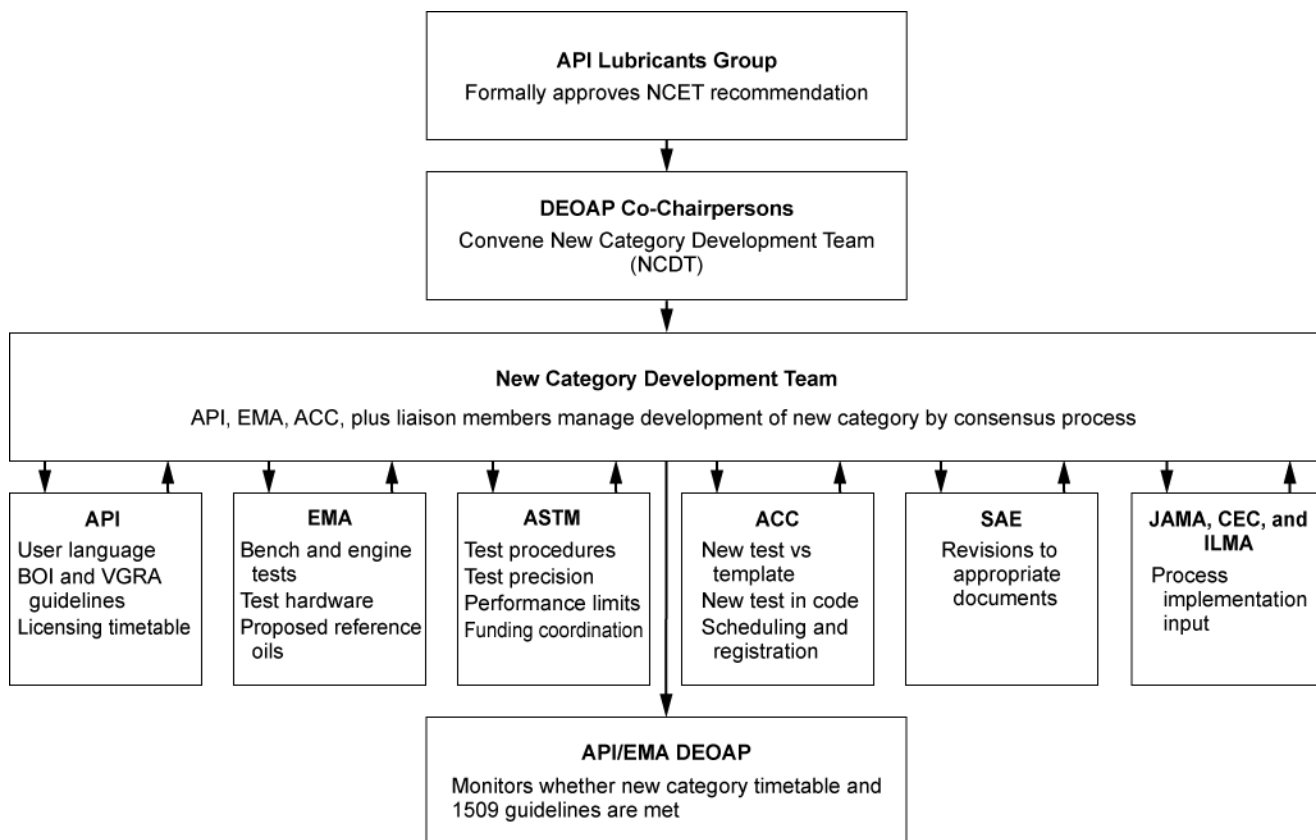 API Lubricants Group
Formally approves NCET recommendation
DEOAP Co-Chairpersons
Convene New Category Development Team
(NCDT)
New Category Development Team
API, EMA, ACC, plus liaison members manage development of new category by consensus process
API
User language
BOI and VGRA
guidelines
Licensing timetable
EMA
Bench and engine
tests
Test hardware
Proposed reference
oils
ASTM
Test procedures
Test precision
Performance limits
Funding coordination
ACC
New test vs
template
New test in code
Scheduling and
registration
SAE
Revisions to
appropriate
documents
JAMA, CEC, and
ILMA
Process
implementation
input
API/EMA DEOAP
Monitors whether new category timetable and
1509 guidelines are met